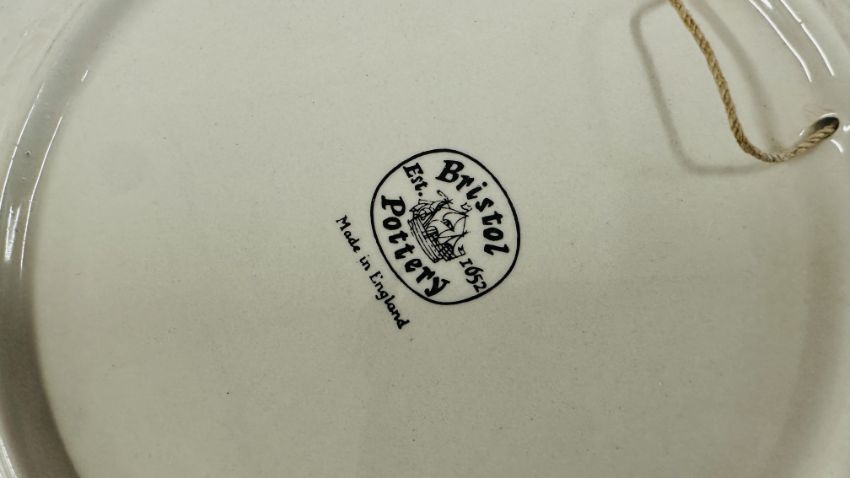 Bristol
Est. 1652
Pottery
Made in England